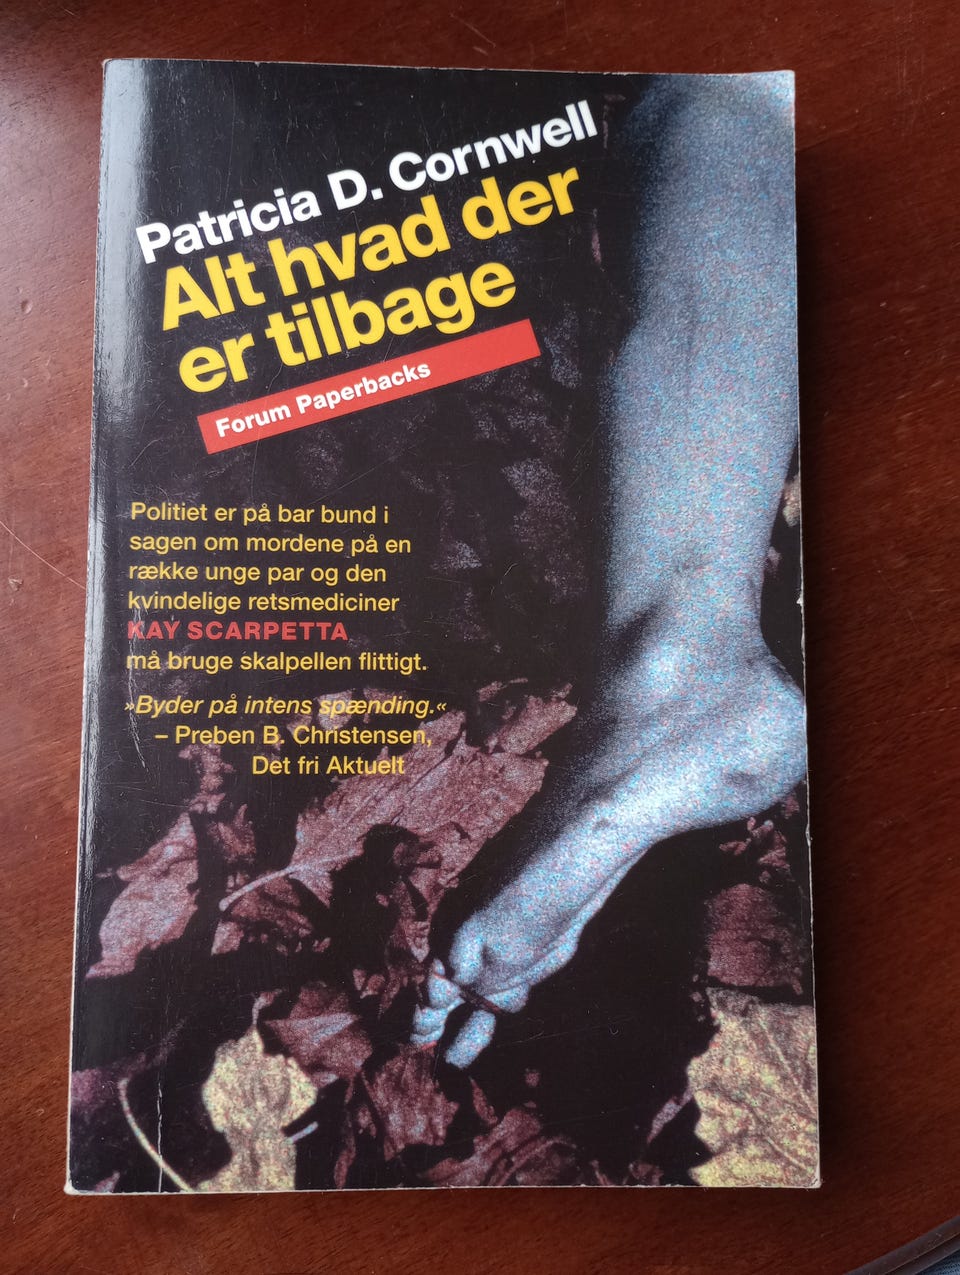 Patricia D. Cornwell
Alt hvad der
er tilbage
Forum Paperbacks
Politiet er på bar bund i
sagen om mordene på en
række unge par og den
kvindelige retsmediciner
KAY SCARPETTA
må bruge skalpellen flittigt.
»Byder på intens spænding.«
– Preben B. Christensen,
Det fri Aktuelt